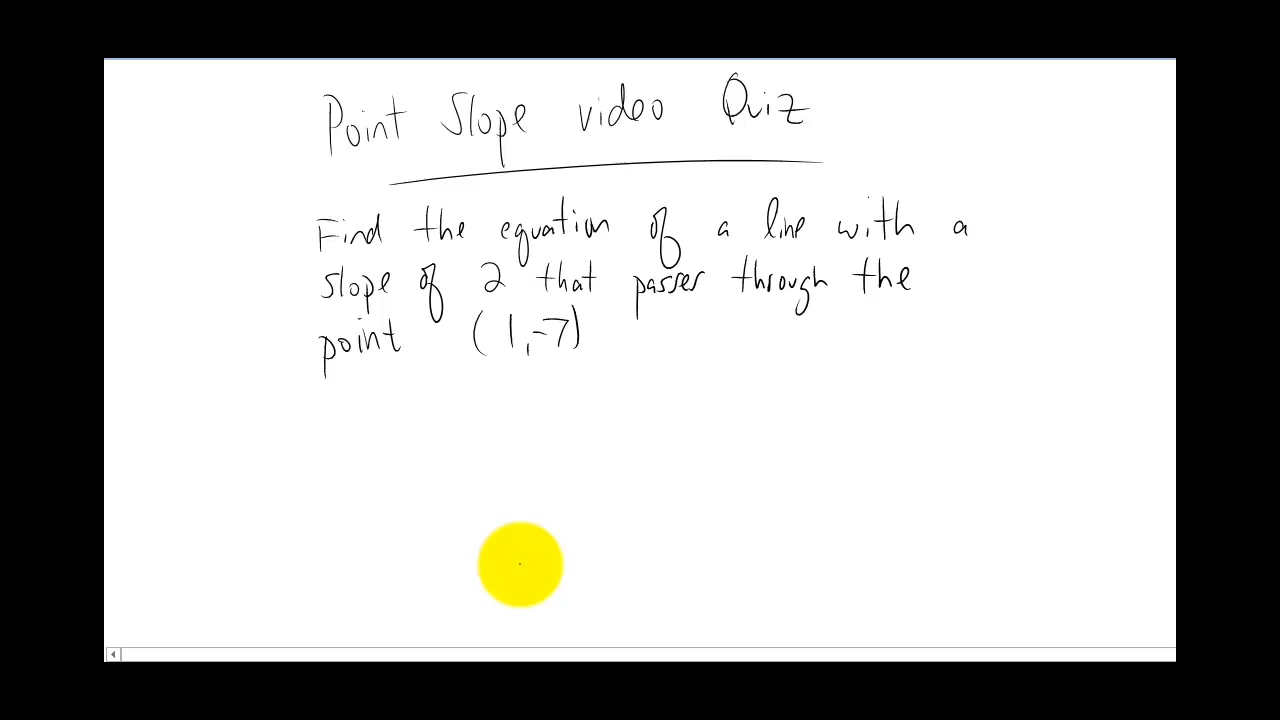 Point Slope video Quiz
Find the equation of a line with a
slope of 2 that passes through the
point (1,-7)